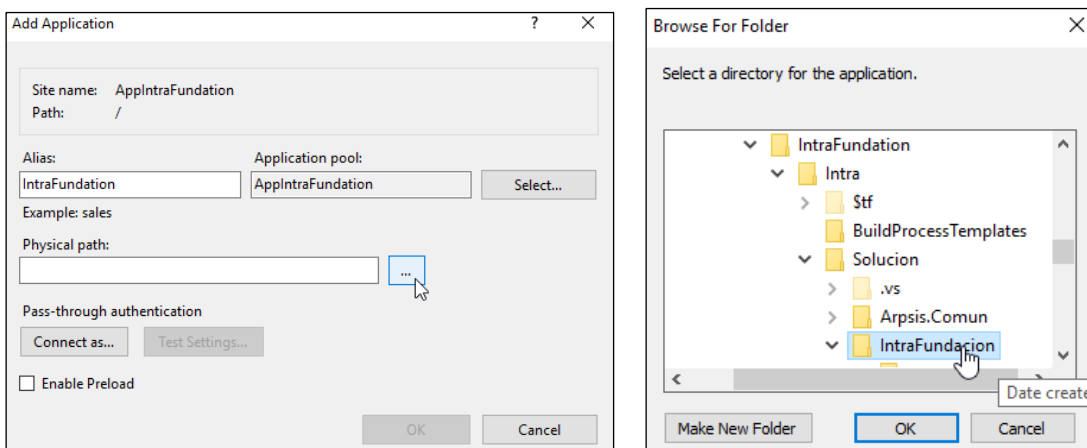 Add Application
?
Site name: AppIntraFundation
Path: /
Alias:
Application pool:
IntraFundation
AppIntraFundation
Select...
Example: sales
Physical path:
...
Pass-through authentication
Connect as...
Test Settings...
Enable Preload
OK
Cancel
Browse For Folder
Select a directory for the application.
IntraFundation
Intra
$tf
BuildProcessTemplates
Solucion
.vs
Arpsis.Comun
IntraFundacion
Date create
Make New Folder
OK
Cancel